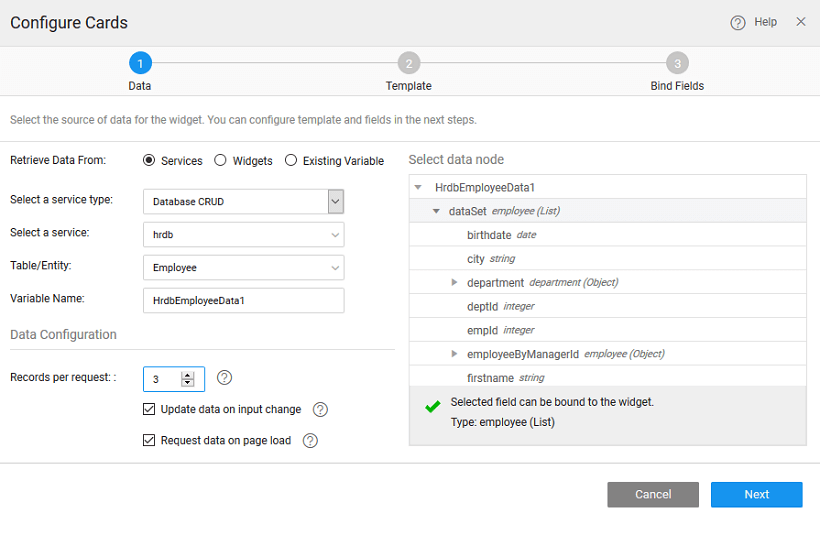 Configure Cards
Help
1
2
3
Data
Template
Bind Fields
Select the source of data for the widget. You can configure template and fields in the next steps.
Retrieve Data From:
Services
Widgets
Existing Variable
Select a service type:
Database CRUD
Select a service:
hrdb
Table/Entity:
Employee
Variable Name:
HrdbEmployeeData1
Data Configuration
Records per request: :
3
?
Update data on input change
?
Request data on page load
?
Select data node
HrdbEmployeeData1
dataSet employee (List)
birthdate date
city string
department department (Object)
deptId integer
empId integer
employeeByManagerId employee (Object)
firstname string
Selected field can be bound to the widget.
Type: employee (List)
Cancel
Next